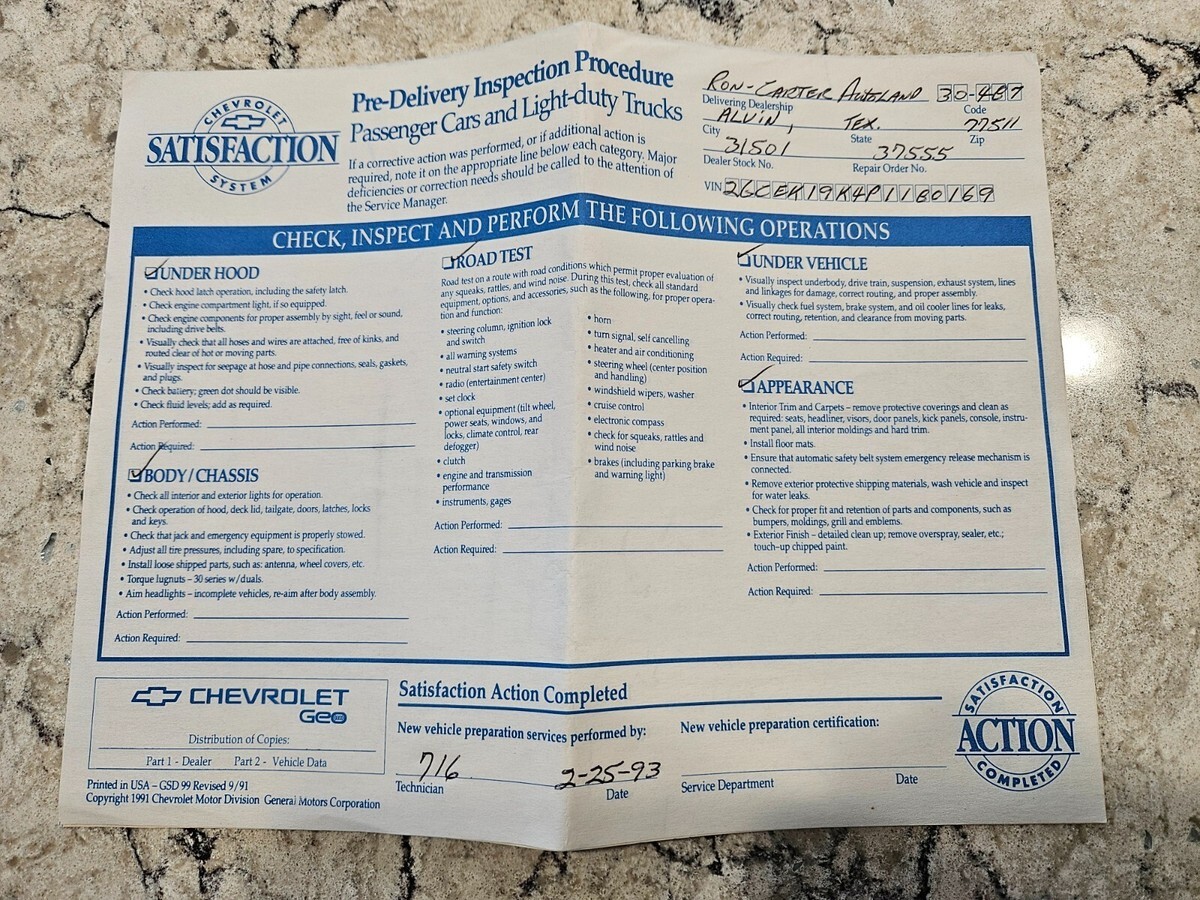 CHEVROLET
SATISFACTION
SYSTEM
Pre-Delivery Inspection Procedure
Passenger Cars and Light-duty Trucks
If a corrective action was performed, or if additional action is
required, note it on the appropriate line below each category. Major
deficiencies or correction needs should be called to the attention of
the Service Manager.
RON-CARTER AUTOLAND 30-487
Delivering Dealership Code
ALVIN, TEX. 77511
City State Zip
31501 37555
Dealer Stock No. Repair Order No.
VIN 2GCEK19K4P1180169
CHECK, INSPECT AND PERFORM THE FOLLOWING OPERATIONS
UNDER HOOD
• Check hood latch operation, including the safety latch.
• Check engine compartment light, if so equipped.
• Check engine components for proper assembly by sight, feel or sound,
including drive belts.
• Visually check that all hoses and wires are attached, free of kinks, and
routed clear of hot or moving parts.
• Visually inspect for seepage at hose and pipe connections, seals, gaskets,
and plugs.
• Check battery; green dot should be visible.
• Check fluid levels; add as required.
Action Performed:
Action Required:
BODY/CHASSIS
• Check all interior and exterior lights for operation.
• Check operation of hood, deck lid, tailgate, doors, latches, locks
and keys.
• Check that jack and emergency equipment is properly stowed.
• Adjust all tire pressures, including spare, to specification.
• Install loose shipped parts, such as: antenna, wheel covers, etc.
• Torque lugnuts – 30 series w/duals.
• Aim headlights – incomplete vehicles, re-aim after body assembly.
Action Performed:
Action Required:
ROAD TEST
Road test on a route with road conditions which permit proper evaluation of
any squeaks, rattles, and wind noise. During this test, check all standard
equipment, options, and accessories, such as the following, for proper opera-
tion and function:
• steering column, ignition lock
and switch
• all warning systems
• neutral start safety switch
• radio (entertainment center)
• set clock
• optional equipment (tilt wheel,
power seats, windows, and
locks, climate control, rear
defogger)
• clutch
• engine and transmission
performance
• instruments, gages
• horn
• turn signal, self cancelling
• heater and air conditioning
• steering wheel (center position
and handling)
• windshield wipers, washer
• cruise control
• electronic compass
• check for squeaks, rattles and
wind noise
• brakes (including parking brake
and warning light)
Action Performed:
Action Required:
UNDER VEHICLE
• Visually inspect underbody, drive train, suspension, exhaust system, lines
and linkages for damage, correct routing, and proper assembly.
• Visually check fuel system, brake system, and oil cooler lines for leaks,
correct routing, retention, and clearance from moving parts.
Action Performed:
Action Required:
APPEARANCE
• Interior Trim and Carpets – remove protective coverings and clean as
required: seats, headliner, visors, door panels, kick panels, console, instru-
ment panel, all interior moldings and hard trim.
• Install floor mats.
• Ensure that automatic safety belt system emergency release mechanism is
connected.
• Remove exterior protective shipping materials, wash vehicle and inspect
for water leaks.
• Check for proper fit and retention of parts and components, such as
bumpers, moldings, grill and emblems.
• Exterior Finish – detailed clean up; remove overspray, sealer, etc.;
touch-up chipped paint.
Action Performed:
Action Required:
CHEVROLET
Geo
Distribution of Copies:
Part 1 - Dealer Part 2 - Vehicle Data
Printed in USA – GSD 99 Revised 9/91
Copyright 1991 Chevrolet Motor Division General Motors Corporation
Satisfaction Action Completed
New vehicle preparation services performed by:
716 2-25-93
Technician Date
New vehicle preparation certification:
Service Department Date
SATISFACTION
ACTION
COMPLETED